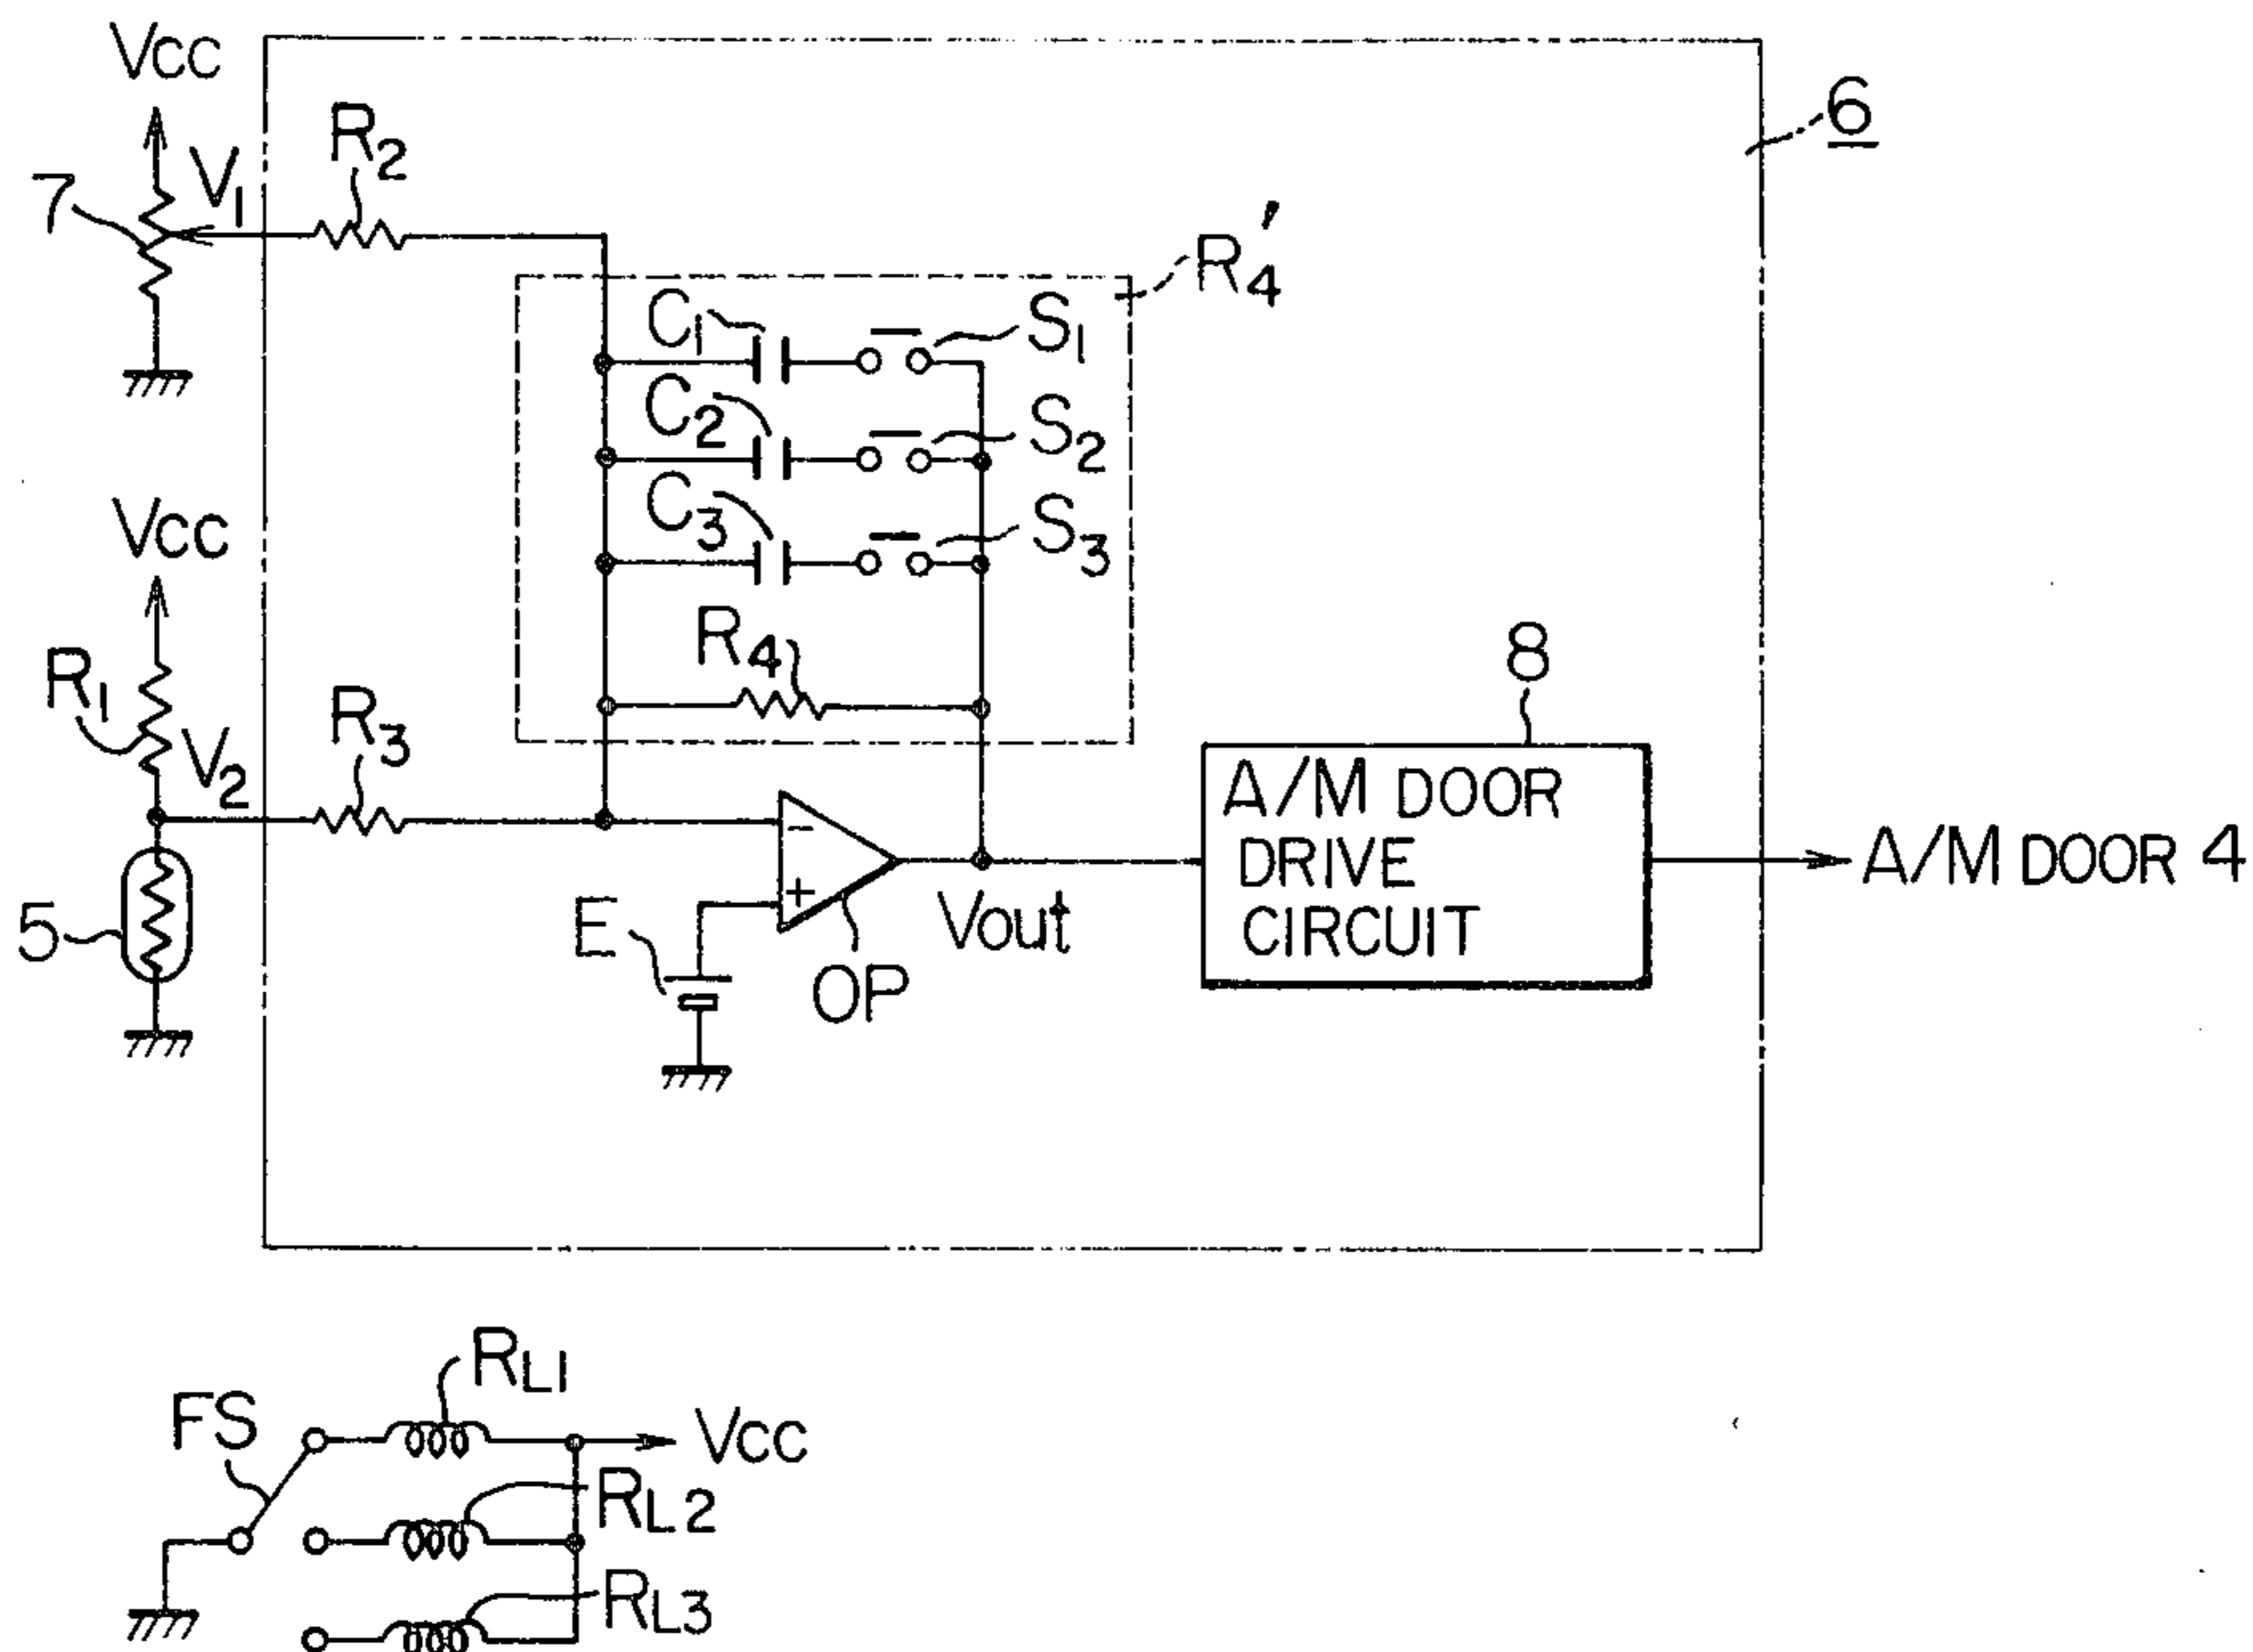 Vcc
6
R2
V1
7
R4'
C1
S1
C2
S2
Vcc
C3
S3
R4
8
R1
R3
V2
A/M DOOR
DRIVE
CIRCUIT
A/M DOOR 4
5
E
−
+
OP
Vout
RL1
FS
Vcc
RL2
RL3